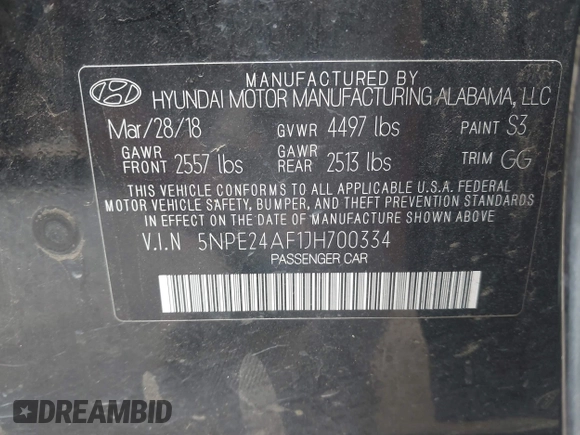 MANUFACTURED BY
HYUNDAI MOTOR MANUFACTURING ALABAMA, LLC
Mar/28/18 GVWR 4497 lbs PAINT S3
GAWR FRONT 2557 lbs GAWR REAR 2513 lbs TRIM GG
THIS VEHICLE CONFORMS TO ALL APPLICABLE U.S.A. FEDERAL
MOTOR VEHICLE SAFETY, BUMPER, AND THEFT PREVENTION STANDARDS
IN EFFECT ON THE DATE OF MANUFACTURE SHOWN ABOVE
V.I.N 5NPE24AF1JH700334
PASSENGER CAR
DREAMBID